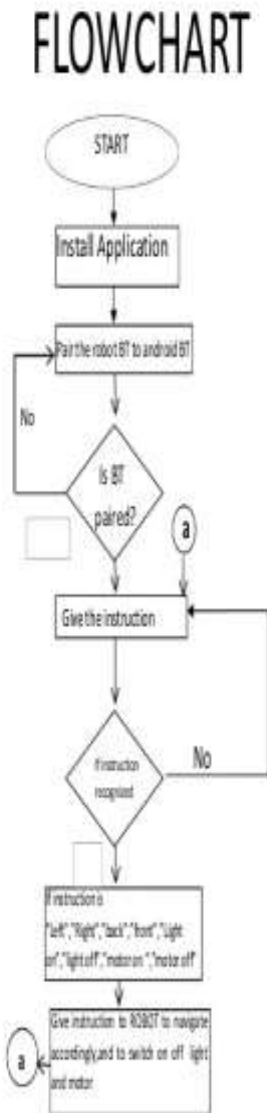 FLOWCHART
START
Install Application
Pair the robot BT to android BT
No
Is BT
paired?
a
Give the instruction
If instruction
recognized
No
If instruction is
"Left","Right","back","front","Light
on","light off","motor on ","motor off"
Give instruction to ROBOT to navigate
accordingly,and to switch on off light
and motor
a